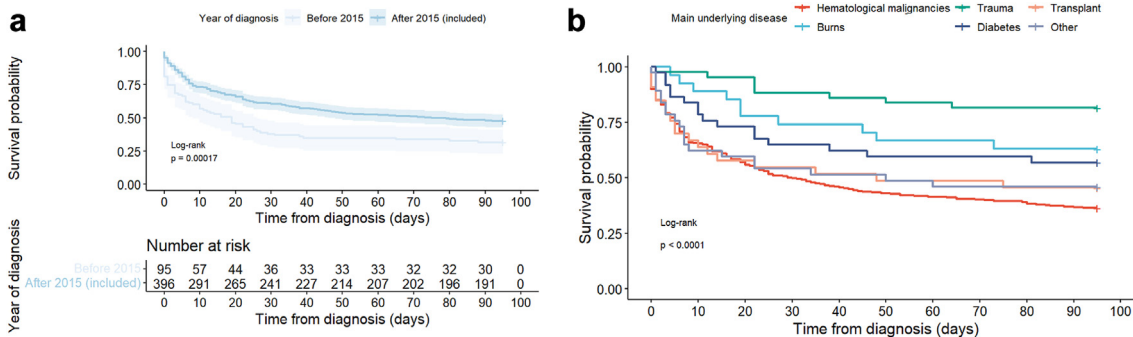 a
Year of diagnosis Before 2015 After 2015 (included)
Survival probability
1.00
0.75
0.50
0.25
0.00
Log-rank
p = 0.00017
0 10 20 30 40 50 60 70 80 90 100
Time from diagnosis (days)
Number at risk
Year of diagnosis
Before 2015 95 57 44 36 33 33 33 32 32 30 0
After 2015 (included) 396 291 265 241 227 214 207 202 196 191 0
0 10 20 30 40 50 60 70 80 90 100
Time from diagnosis (days)
b
Main underlying disease
Hematological malignancies Trauma Transplant
Burns Diabetes Other
Survival probability
1.00
0.75
0.50
0.25
0.00
Log-rank
p < 0.0001
0 10 20 30 40 50 60 70 80 90 100
Time from diagnosis (days)